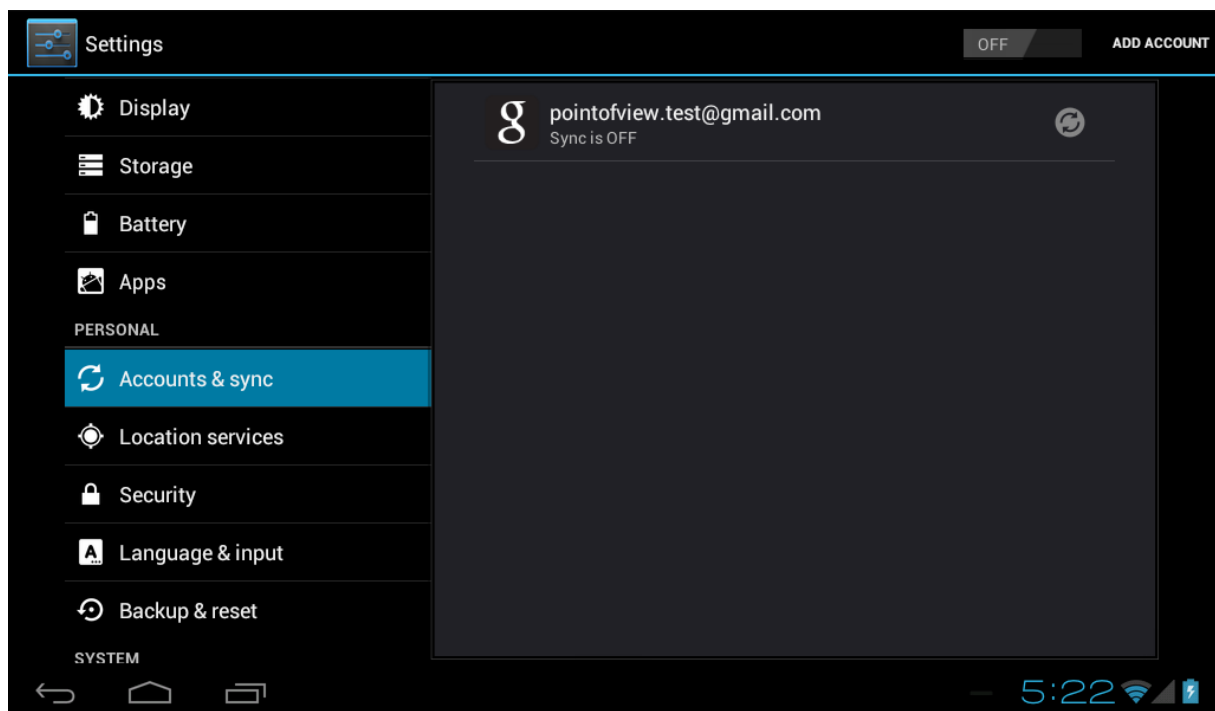 Settings
OFF
ADD ACCOUNT
Display
Storage
Battery
Apps
PERSONAL
Accounts & sync
Location services
Security
Language & input
Backup & reset
SYSTEM
g
pointofview.test@gmail.com
Sync is OFF
5:22